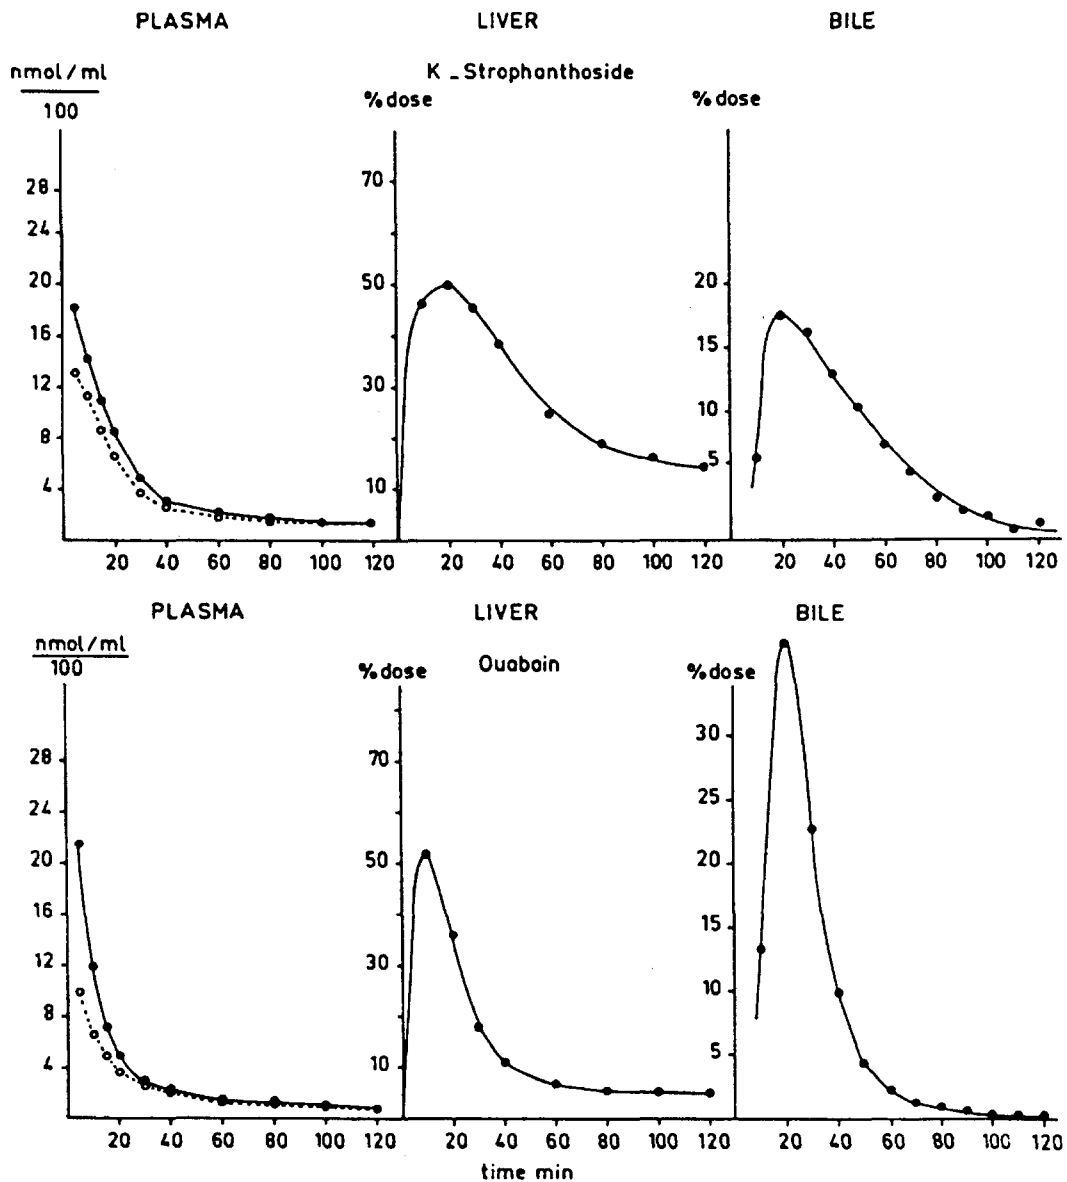 PLASMA LIVER BILE
nmol/ml K_Strophanthoside
100 % dose % dose
28 70
24
20 50 20
16 15
12 30
8 10
4 10 5
20 40 60 80 100 120 20 40 60 80 100 120 20 40 60 80 100 120
PLASMA LIVER BILE
nmol/ml
100 % dose Ouabain % dose
28 70 30
24 25
20 50 20
16 15
12 30 10
8
4 10 5
20 40 60 80 100 120 20 40 60 80 100 120 20 40 60 80 100 120
time min